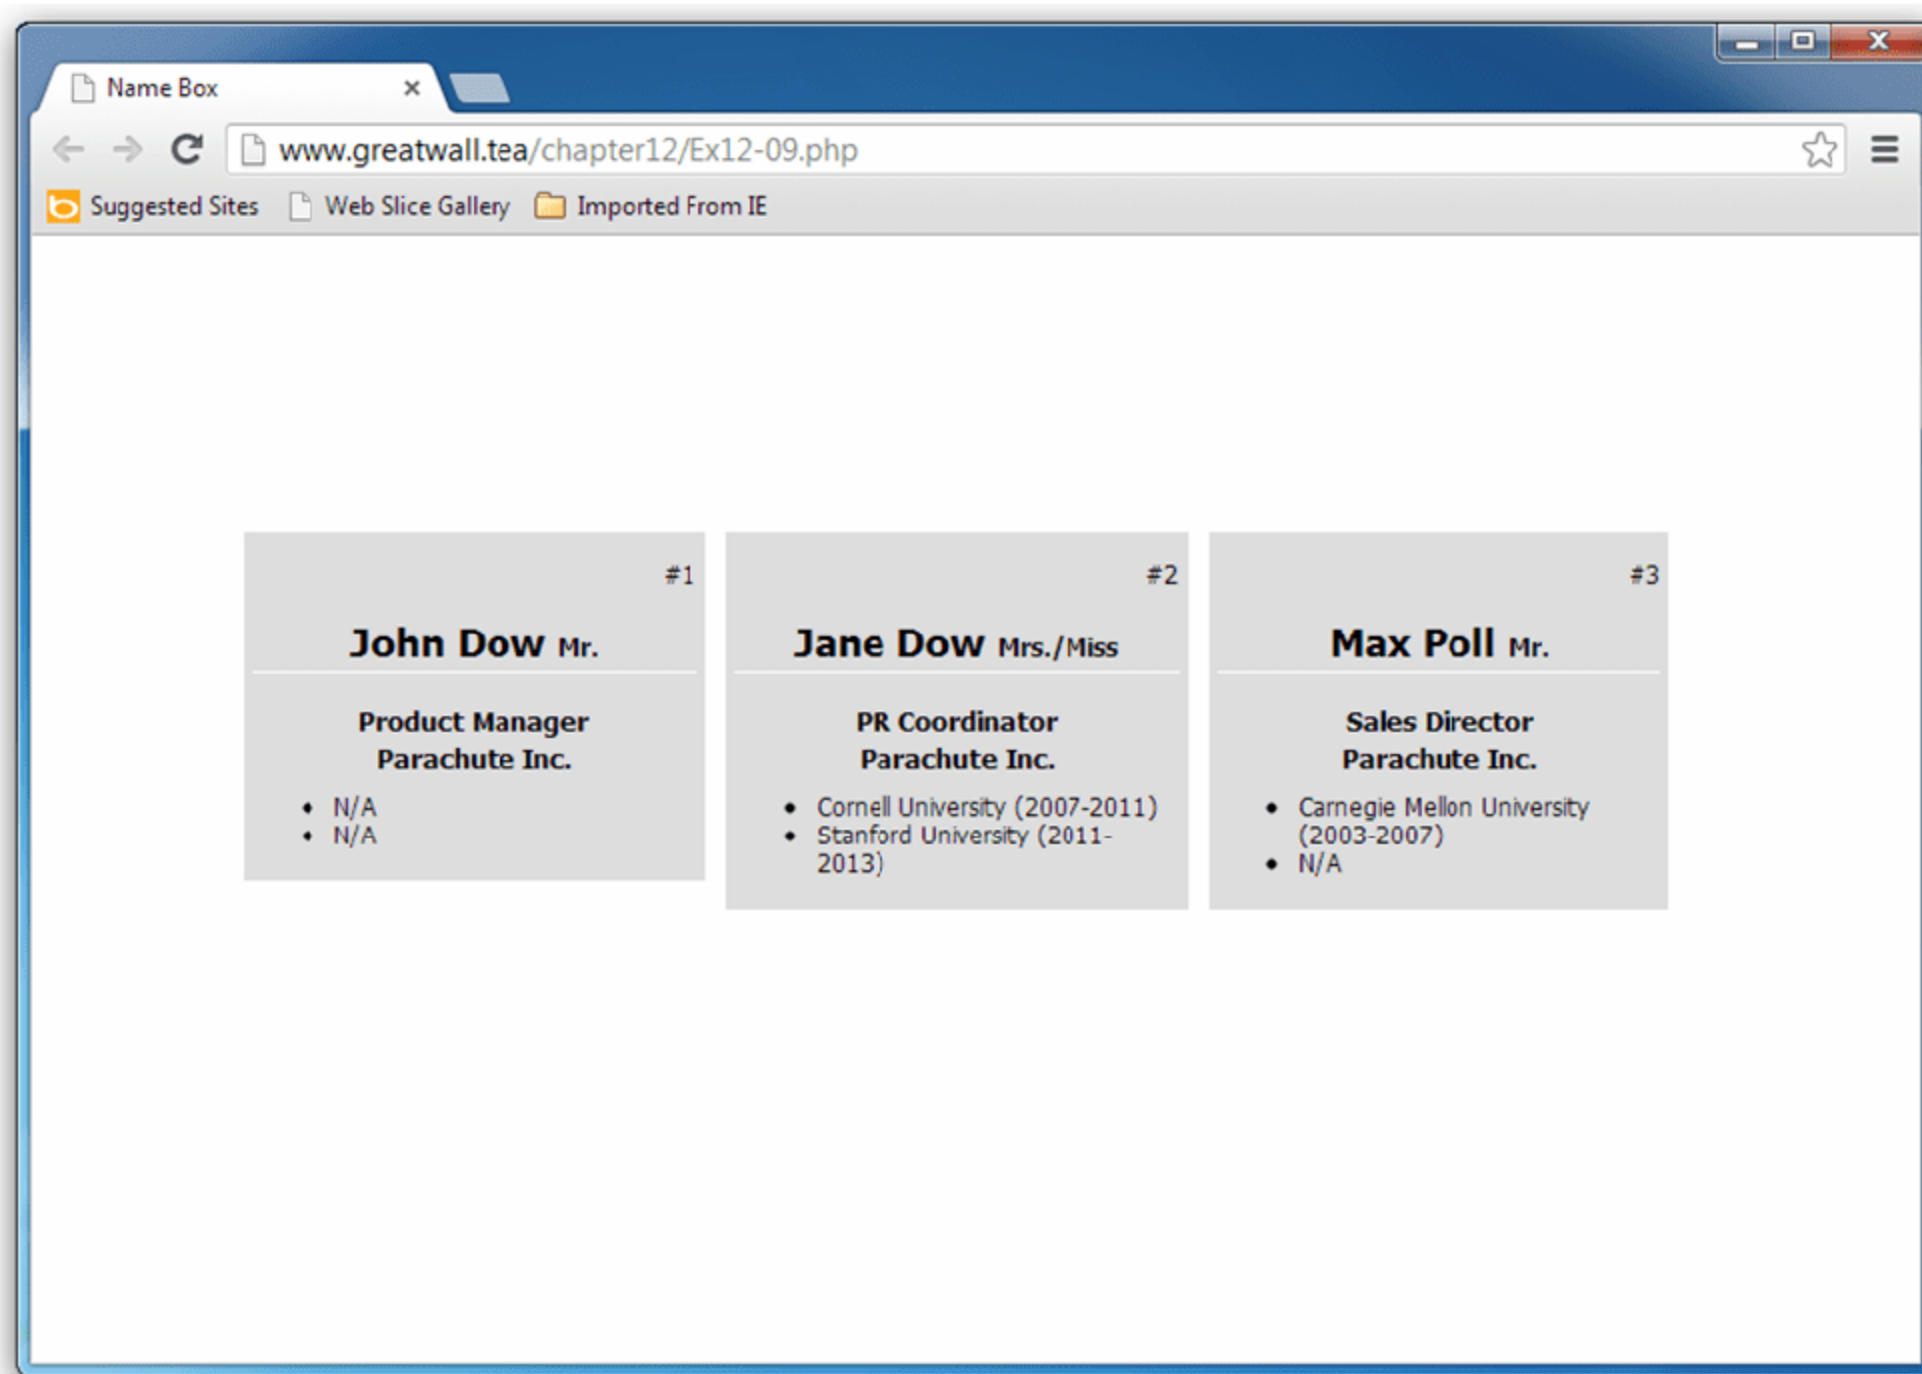 Name Box
www.greatwall.tea/chapter12/Ex12-09.php
Suggested Sites Web Slice Gallery Imported From IE
#1
John Dow Mr.
Product Manager
Parachute Inc.
• N/A
• N/A
#2
Jane Dow Mrs./Miss
PR Coordinator
Parachute Inc.
• Cornell University (2007-2011)
• Stanford University (2011-
2013)
#3
Max Poll Mr.
Sales Director
Parachute Inc.
• Carnegie Mellon University
(2003-2007)
• N/A